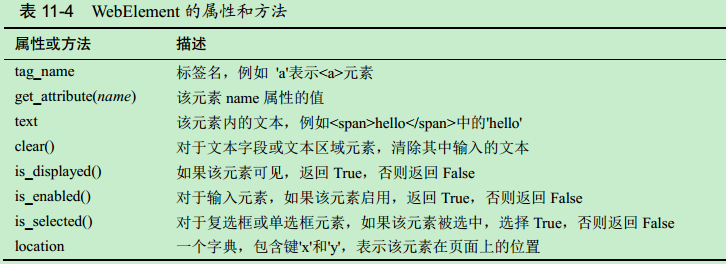 表 11-4 WebElement 的属性和方法
属性或方法 描述
tag_name 标签名，例如 'a'表示<a>元素
get_attribute(name) 该元素 name 属性的值
text 该元素内的文本，例如<span>hello</span>中的'hello'
clear() 对于文本字段或文本区域元素，清除其中输入的文本
is_displayed() 如果该元素可见，返回 True，否则返回 False
is_enabled() 对于输入元素，如果该元素启用，返回 True，否则返回 False
is_selected() 对于复选框或单选框元素，如果该元素被选中，选择 True，否则返回 False
location 一个字典，包含键'x'和'y'，表示该元素在页面上的位置